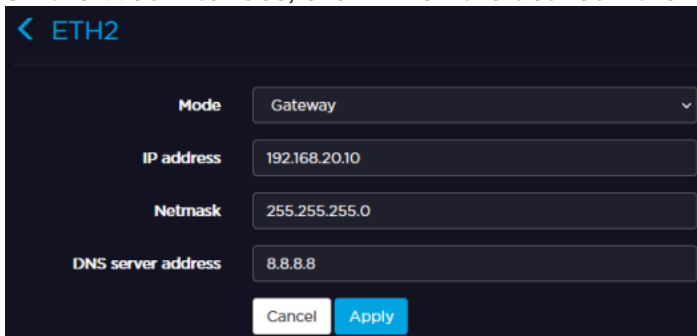 ETH2
Mode Gateway
IP address 192.168.20.10
Netmask 255.255.255.0
DNS server address 8.8.8.8
Cancel Apply